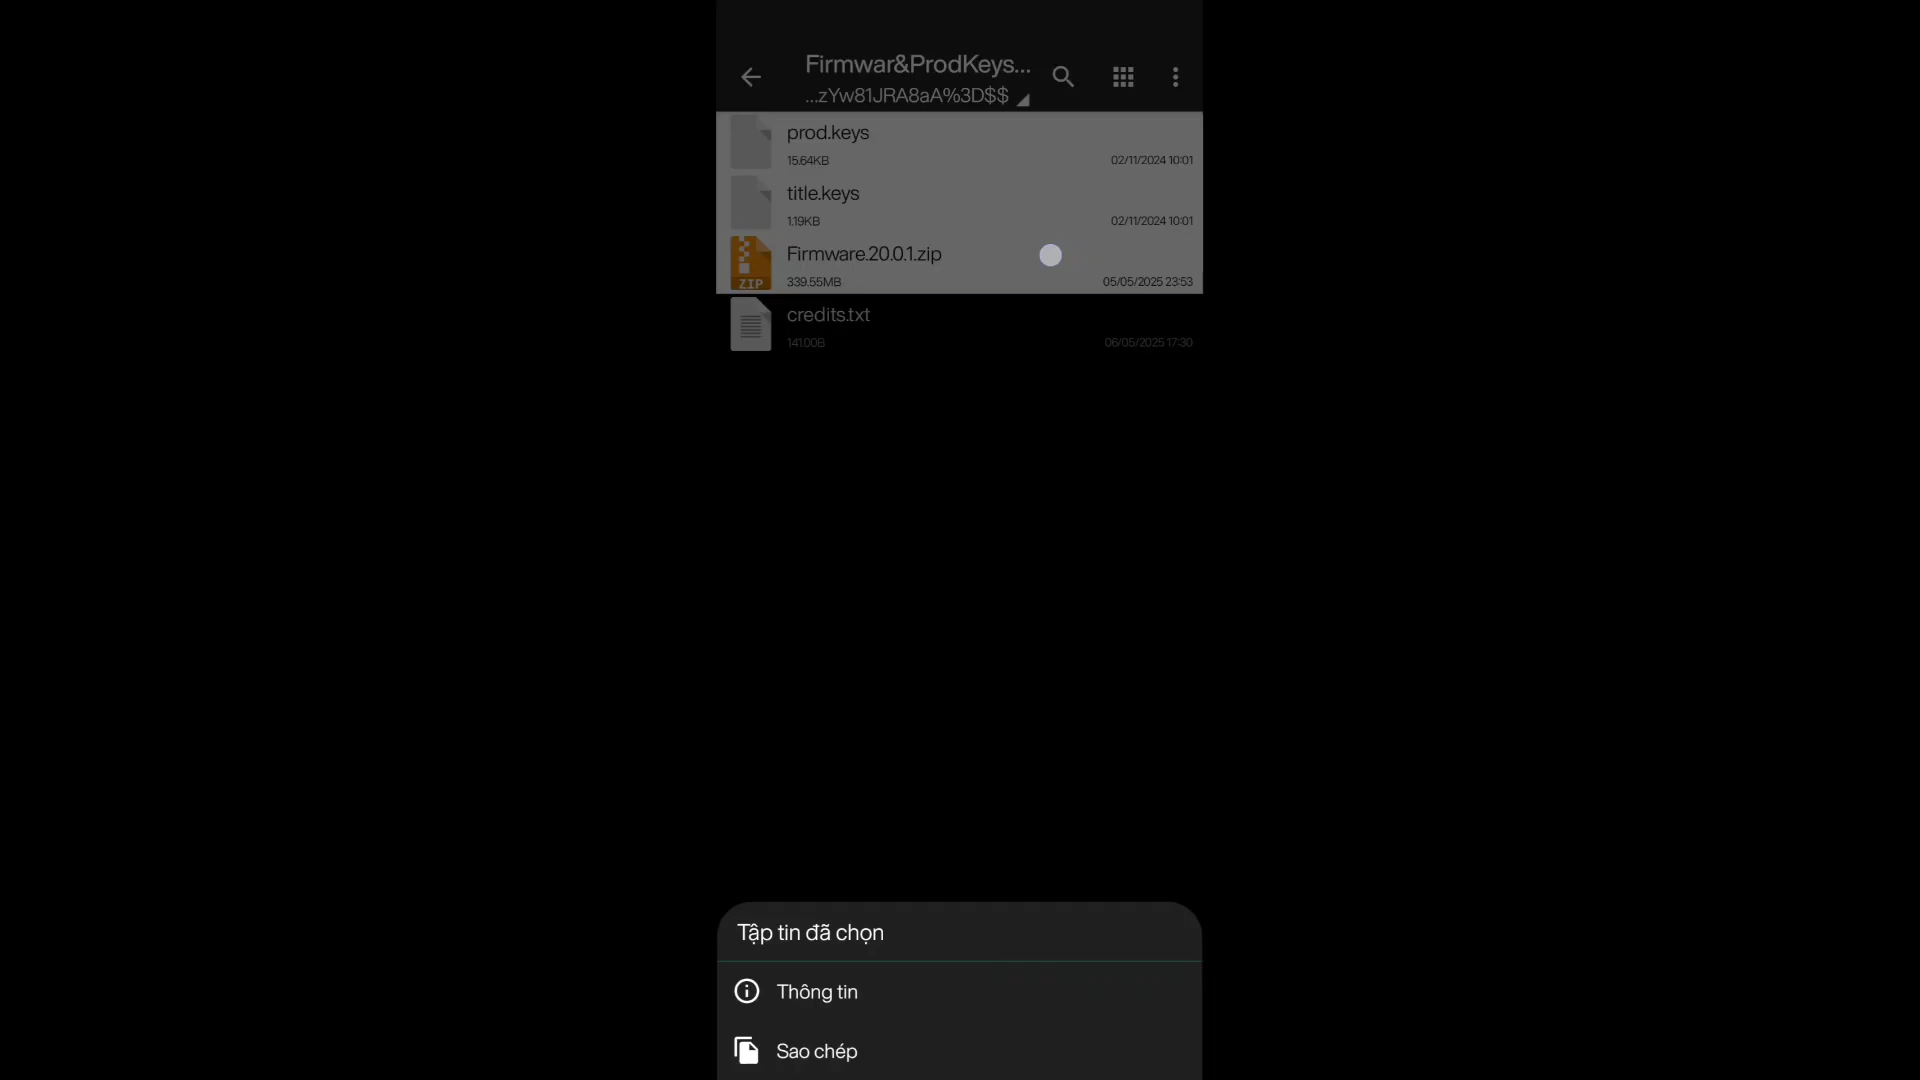 Firmwar&ProdKeys...
...zYw81JRA8aA%3D$$
prod.keys
15.64KB 02/11/2024 10:01
title.keys
1.19KB 02/11/2024 10:01
Firmware.20.0.1.zip
ZIP 339.55MB 05/05/2025 23:53
credits.txt
141.00B 06/05/2025 17:30
Tập tin đã chọn
Thông tin
Sao chép